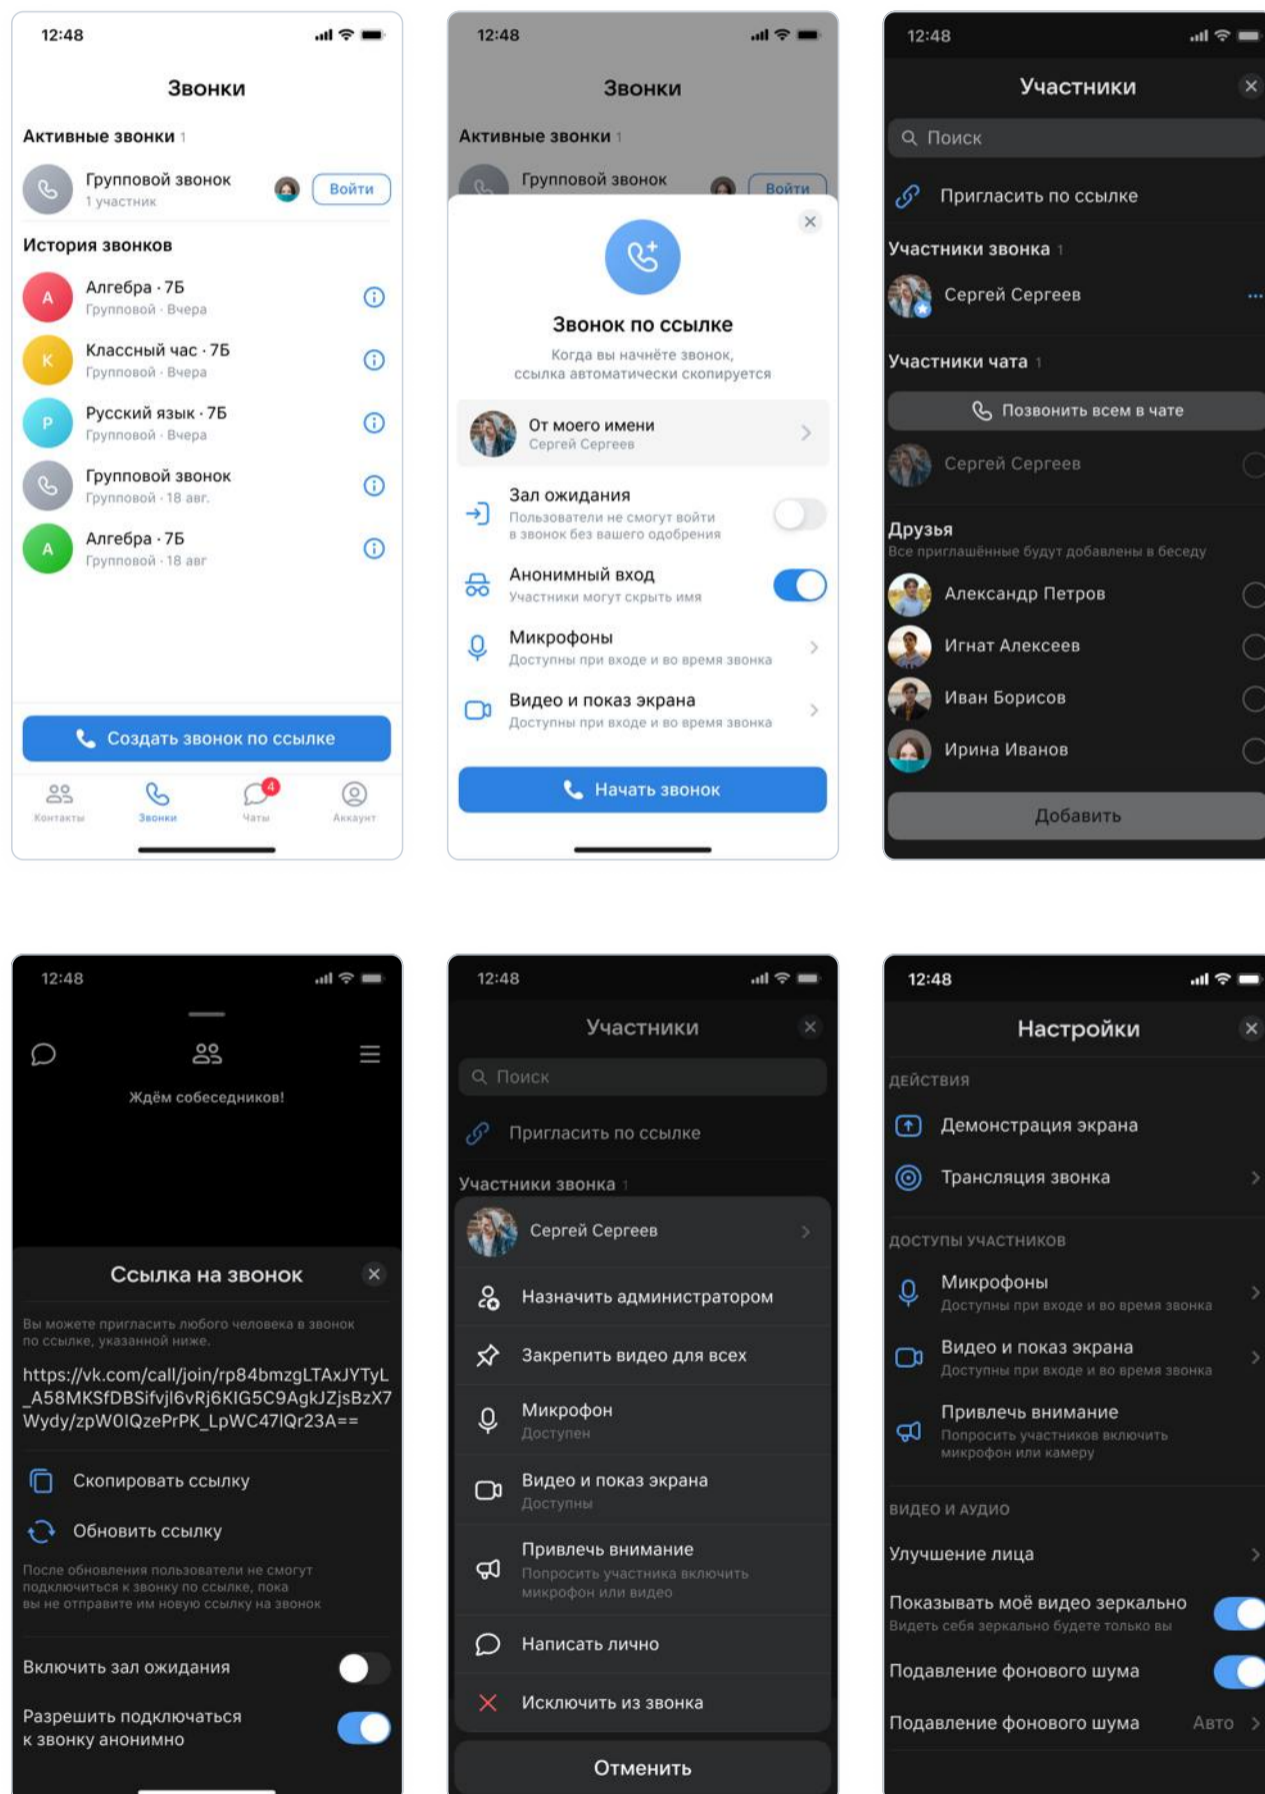 12:48
Звонки
Активные звонки 1
Групповой звонок
1 участник
Войти
История звонков
А
Алгебра · 7Б
Групповой · Вчера
К
Классный час · 7Б
Групповой · Вчера
Р
Русский язык · 7Б
Групповой · Вчера
Групповой звонок
Групповой · 18 авг.
А
Алгебра · 7Б
Групповой · 18 авг
Создать звонок по ссылке
4
Контакты
Звонки
Чаты
Аккаунт
12:48
Звонки
Активные звонки 1
Групповой звонок
Войти
Звонок по ссылке
Когда вы начнёте звонок,
ссылка автоматически скопируется
От моего имени
Сергей Сергеев
Зал ожидания
Пользователи не смогут войти
в звонок без вашего одобрения
Анонимный вход
Участники могут скрыть имя
Микрофоны
Доступны при входе и во время звонка
Видео и показ экрана
Доступны при входе и во время звонка
Начать звонок
12:48
Участники
Поиск
Пригласить по ссылке
Участники звонка 1
Сергей Сергеев
Участники чата 1
Позвонить всем в чате
Сергей Сергеев
Друзья
Все приглашённые будут добавлены в беседу
Александр Петров
Игнат Алексеев
Иван Борисов
Ирина Иванов
Добавить
12:48
Ждём собеседников!
Ссылка на звонок
Вы можете пригласить любого человека в звонок
по ссылке, указанной ниже.
https://vk.com/call/join/rp84bmzgLTAxJYTyL
_A58MKSfDBSifvjl6vRj6KIG5C9AgkJZjsBzX7
Wydy/zpW0IQzePrPK_LpWC47lQr23A==
Скопировать ссылку
Обновить ссылку
После обновления пользователи не смогут
подключиться к звонку по ссылке, пока
вы не отправите им новую ссылку на звонок
Включить зал ожидания
Разрешить подключаться
к звонку анонимно
12:48
Участники
Поиск
Пригласить по ссылке
Участники звонка 1
Сергей Сергеев
Назначить администратором
Закрепить видео для всех
Микрофон
Доступен
Видео и показ экрана
Доступны
Привлечь внимание
Попросить участника включить
микрофон или видео
Написать лично
Исключить из звонка
Отменить
12:48
Настройки
ДЕЙСТВИЯ
Демонстрация экрана
Трансляция звонка
ДОСТУПЫ УЧАСТНИКОВ
Микрофоны
Доступны при входе и во время звонка
Видео и показ экрана
Доступны при входе и во время звонка
Привлечь внимание
Попросить участников включить
микрофон или камеру
ВИДЕО И АУДИО
Улучшение лица
Показывать моё видео зеркально
Видеть себя зеркально будете только вы
Подавление фонового шума
Подавление фонового шума Авто